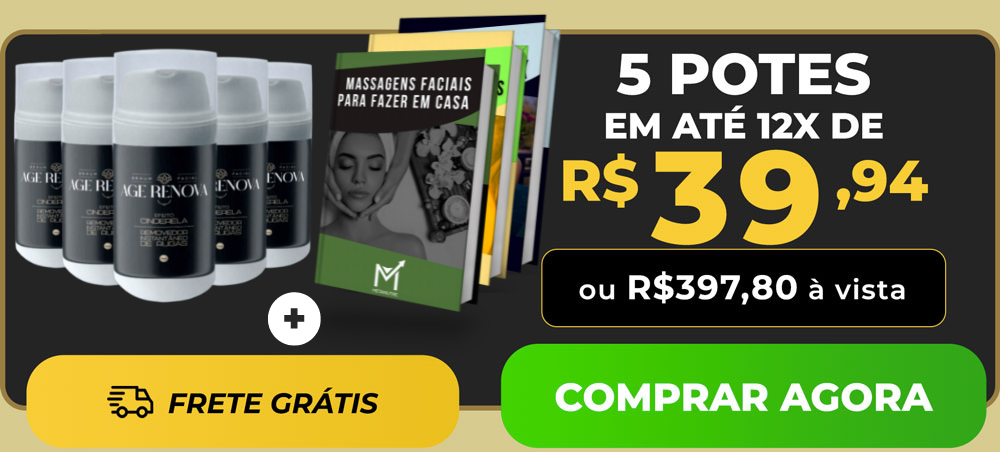 MASSAGENS FACIAIS
PARA FAZER EM CASA
SERUM FACIAL
AGE RENOVA
EFEITO
CINDERELA
REMOVEDOR
INSTANTÂNEO
DE RUGAS
+
5 POTES
EM ATÉ 12X DE
R$ 39,94
ou R$397,80 à vista
FRETE GRÁTIS
COMPRAR AGORA